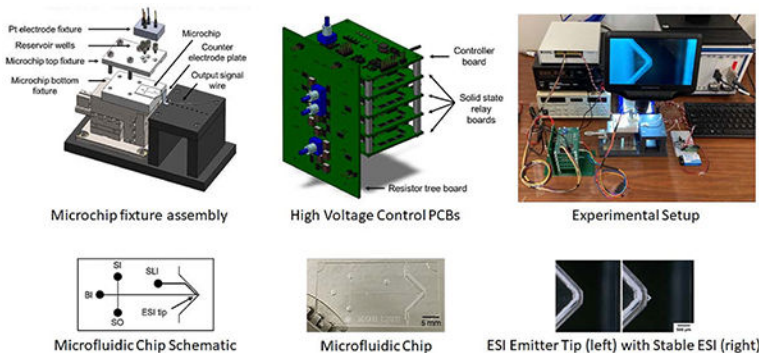 Pt electrode fixture
Reservoir wells
Microchip top fixture
Microchip bottom fixture
Microchip
Counter electrode plate
Output signal wire
Microchip fixture assembly
Controller board
Solid state relay boards
Resistor tree board
High Voltage Control PCBs
Experimental Setup
SI
SLI
BI
ESI tip
SO
Microfluidic Chip Schematic
5 mm
Microfluidic Chip
ESI Emitter Tip (left) with Stable ESI (right)